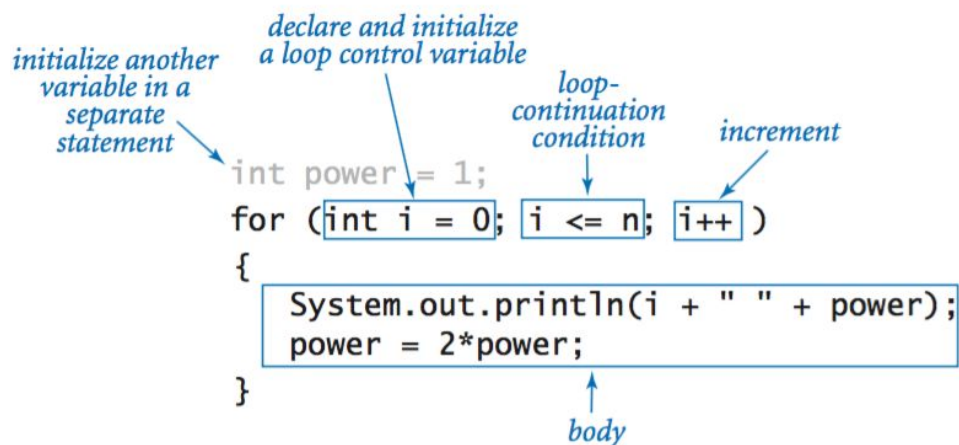 declare and initialize
a loop control variable
initialize another
variable in a
separate
statement
loop-
continuation
condition
increment
int power = 1;
for (int i = 0; i <= n; i++ )
{
System.out.println(i + " " + power);
power = 2*power;
}
body